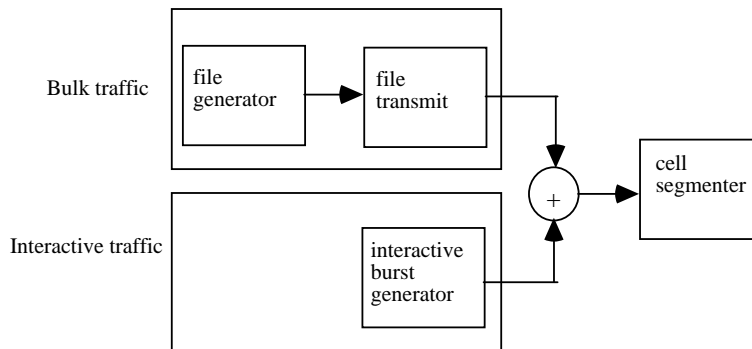 Bulk traffic
file
generator
file
transmit
+
cell
segmenter
Interactive traffic
interactive
burst
generator